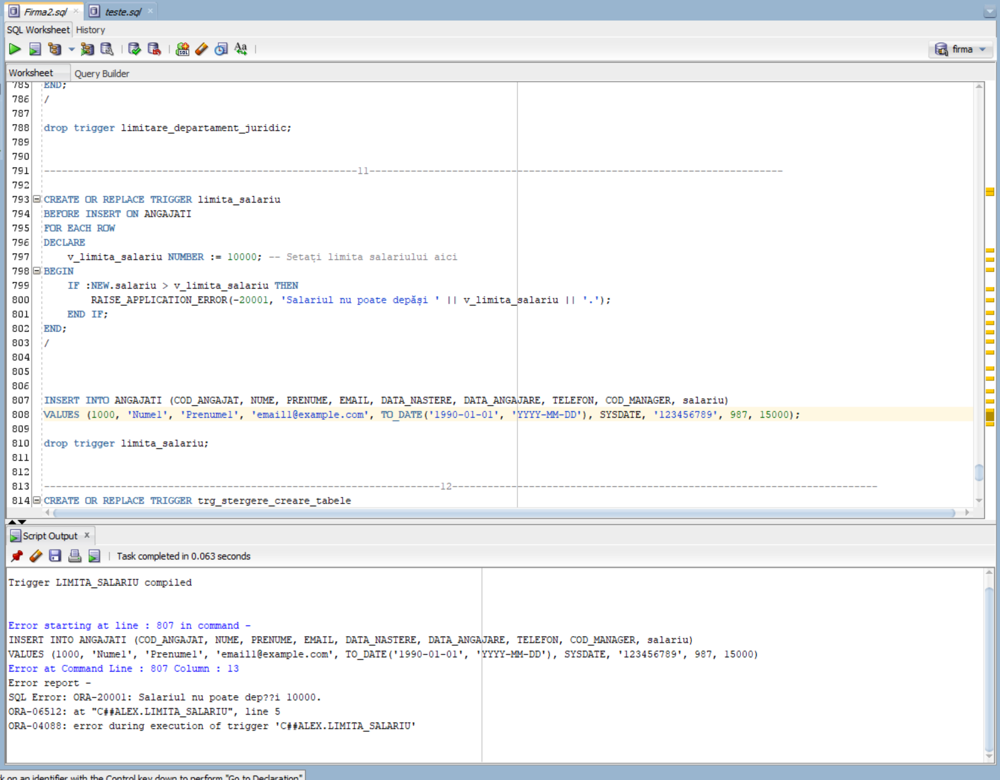 Firma2.sql × teste.sql ×
SQL Worksheet History
firma
Worksheet Query Builder
785 END;
786 /
787
788 drop trigger limitare_departament_juridic;
789
790
791 --------------------------------------------------------11----------------------------------------------------------------------
792
793 CREATE OR REPLACE TRIGGER limita_salariu
794 BEFORE INSERT ON ANGAJATI
795 FOR EACH ROW
796 DECLARE
797 v_limita_salariu NUMBER := 10000; -- Setați limita salariului aici
798 BEGIN
799 IF :NEW.salariu > v_limita_salariu THEN
800 RAISE_APPLICATION_ERROR(-20001, 'Salariul nu poate depăși ' || v_limita_salariu || '.');
801 END IF;
802 END;
803 /
804
805
806
807 INSERT INTO ANGAJATI (COD_ANGAJAT, NUME, PRENUME, EMAIL, DATA_NASTERE, DATA_ANGAJARE, TELEFON, COD_MANAGER, salariu)
808 VALUES (1000, 'Nume1', 'Prenume1', 'email1@example.com', TO_DATE('1990-01-01', 'YYYY-MM-DD'), SYSDATE, '123456789', 987, 15000);
809
810 drop trigger limita_salariu;
811
812
813 -------------------------------------------------------------------12------------------------------------------------------------------------
814 CREATE OR REPLACE TRIGGER trg_stergere_creare_tabele
Script Output x
Task completed in 0.063 seconds
Trigger LIMITA_SALARIU compiled
Error starting at line : 807 in command -
INSERT INTO ANGAJATI (COD_ANGAJAT, NUME, PRENUME, EMAIL, DATA_NASTERE, DATA_ANGAJARE, TELEFON, COD_MANAGER, salariu)
VALUES (1000, 'Nume1', 'Prenume1', 'email1@example.com', TO_DATE('1990-01-01', 'YYYY-MM-DD'), SYSDATE, '123456789', 987, 15000)
Error at Command Line : 807 Column : 13
Error report -
SQL Error: ORA-20001: Salariul nu poate dep??i 10000.
ORA-06512: at "C##ALEX.LIMITA_SALARIU", line 5
ORA-04088: error during execution of trigger 'C##ALEX.LIMITA_SALARIU'
k on an identifier with the Control key down to perform "Go to Declaration"